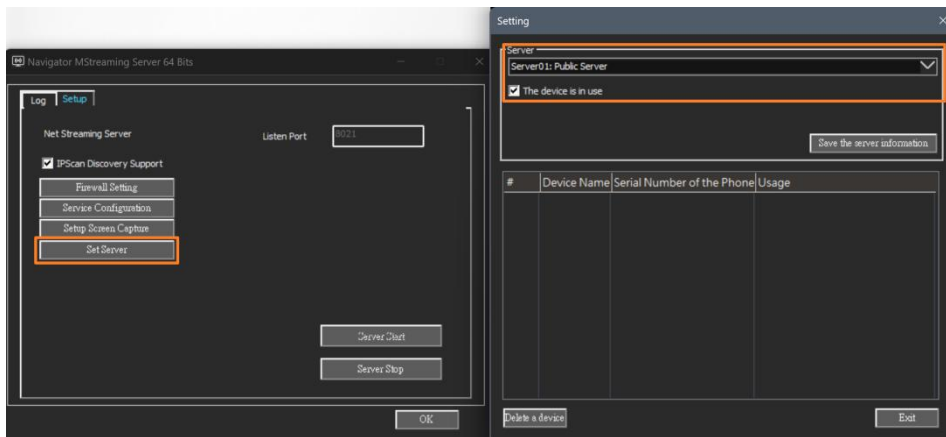 Navigator MStreaming Server 64 Bits
Log Setup
Net Streaming Server
Listen Port 8021
IPScan Discovery Support
Firewall Setting
Service Configuration
Setup Screen Capture
Set Server
Server Start
Server Stop
OK
Setting
Server
Server01: Public Server
The device is in use
Save the server information
# Device Name Serial Number of the Phone Usage
Delete a device
Exit